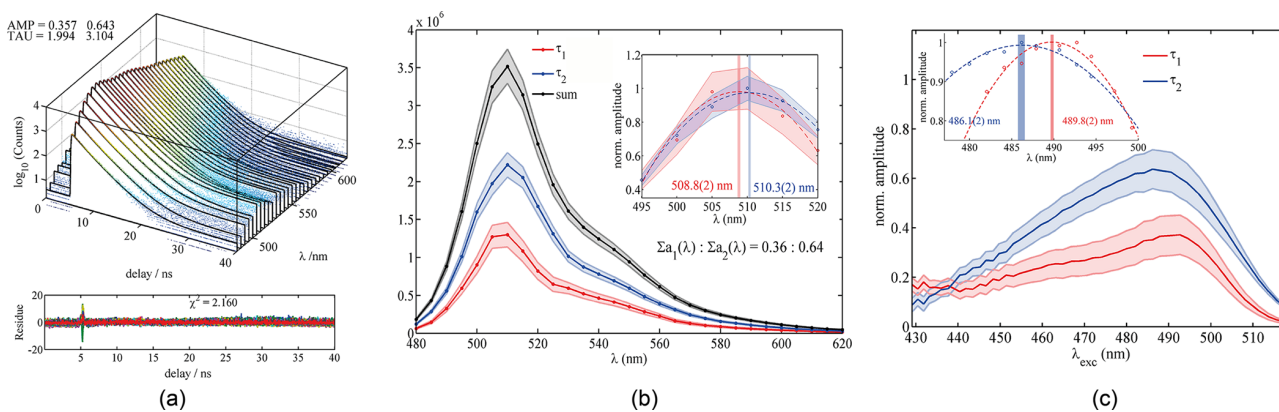 AMP = 0.357 0.643
TAU = 1.994 3.104
log10 (Counts)
4
3
2
1
0
0
10
20
30
40
delay / ns
500
550
600
λ /nm
χ² = 2.160
Residue
20
0
-20
5
10
15
20
25
30
35
40
delay / ns
(a)
x 10⁶
4
3.5
3
2.5
2
1.5
1
0.5
0
480
500
520
540
560
580
600
620
λ (nm)
τ1
τ2
sum
norm. amplitude
1.2
1
0.8
0.6
0.4
495
500
505
510
515
520
λ (nm)
508.8(2) nm
510.3(2) nm
Σa1(λ) : Σa2(λ) = 0.36 : 0.64
(b)
norm. amplitude
1.2
1
0.8
0.6
0.4
0.2
0
430
440
450
460
470
480
490
500
510
λexc (nm)
τ1
τ2
norm. amplitude
1
0.9
0.8
480
485
490
495
500
λ (nm)
486.1(2) nm
489.8(2) nm
(c)